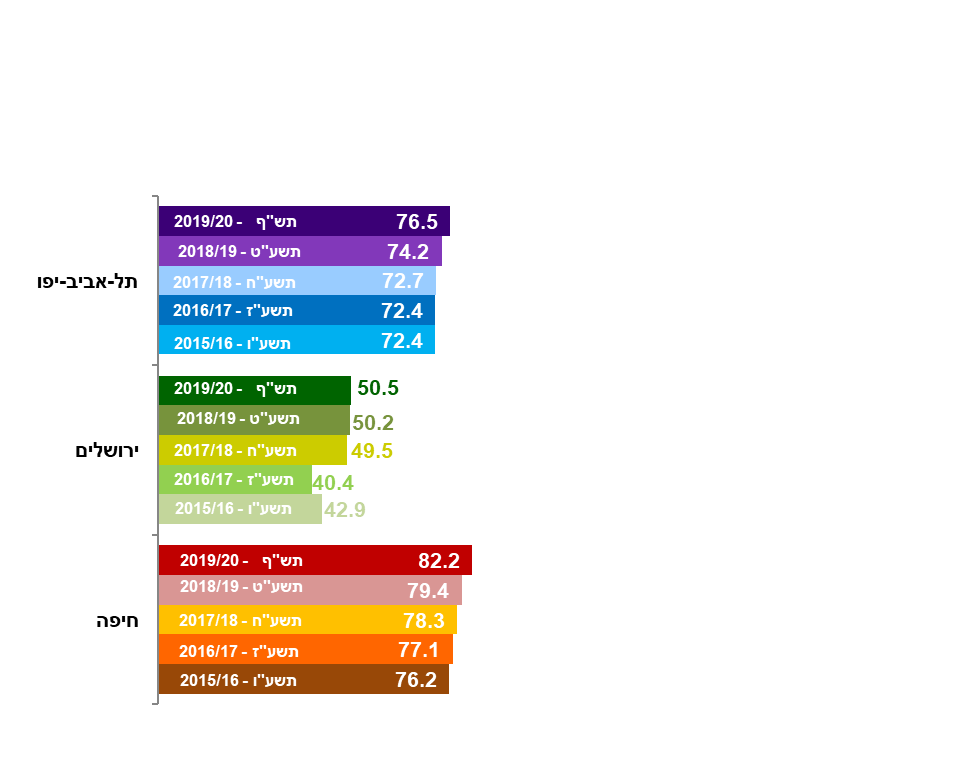 תש"ף - 2019/20 76.5
תשע"ט - 2018/19 74.2
תל-אביב-יפו
תשע"ח - 2017/18 72.7
תשע"ז - 2016/17 72.4
תשע"ו - 2015/16 72.4
תש"ף - 2019/20 50.5
תשע"ט - 2018/19 50.2
ירושלים
תשע"ח - 2017/18 49.5
תשע"ז - 2016/17 40.4
תשע"ו - 2015/16 42.9
תש"ף - 2019/20 82.2
תשע"ט - 2018/19 79.4
חיפה
תשע"ח - 2017/18 78.3
תשע"ז - 2016/17 77.1
תשע"ו - 2015/16 76.2